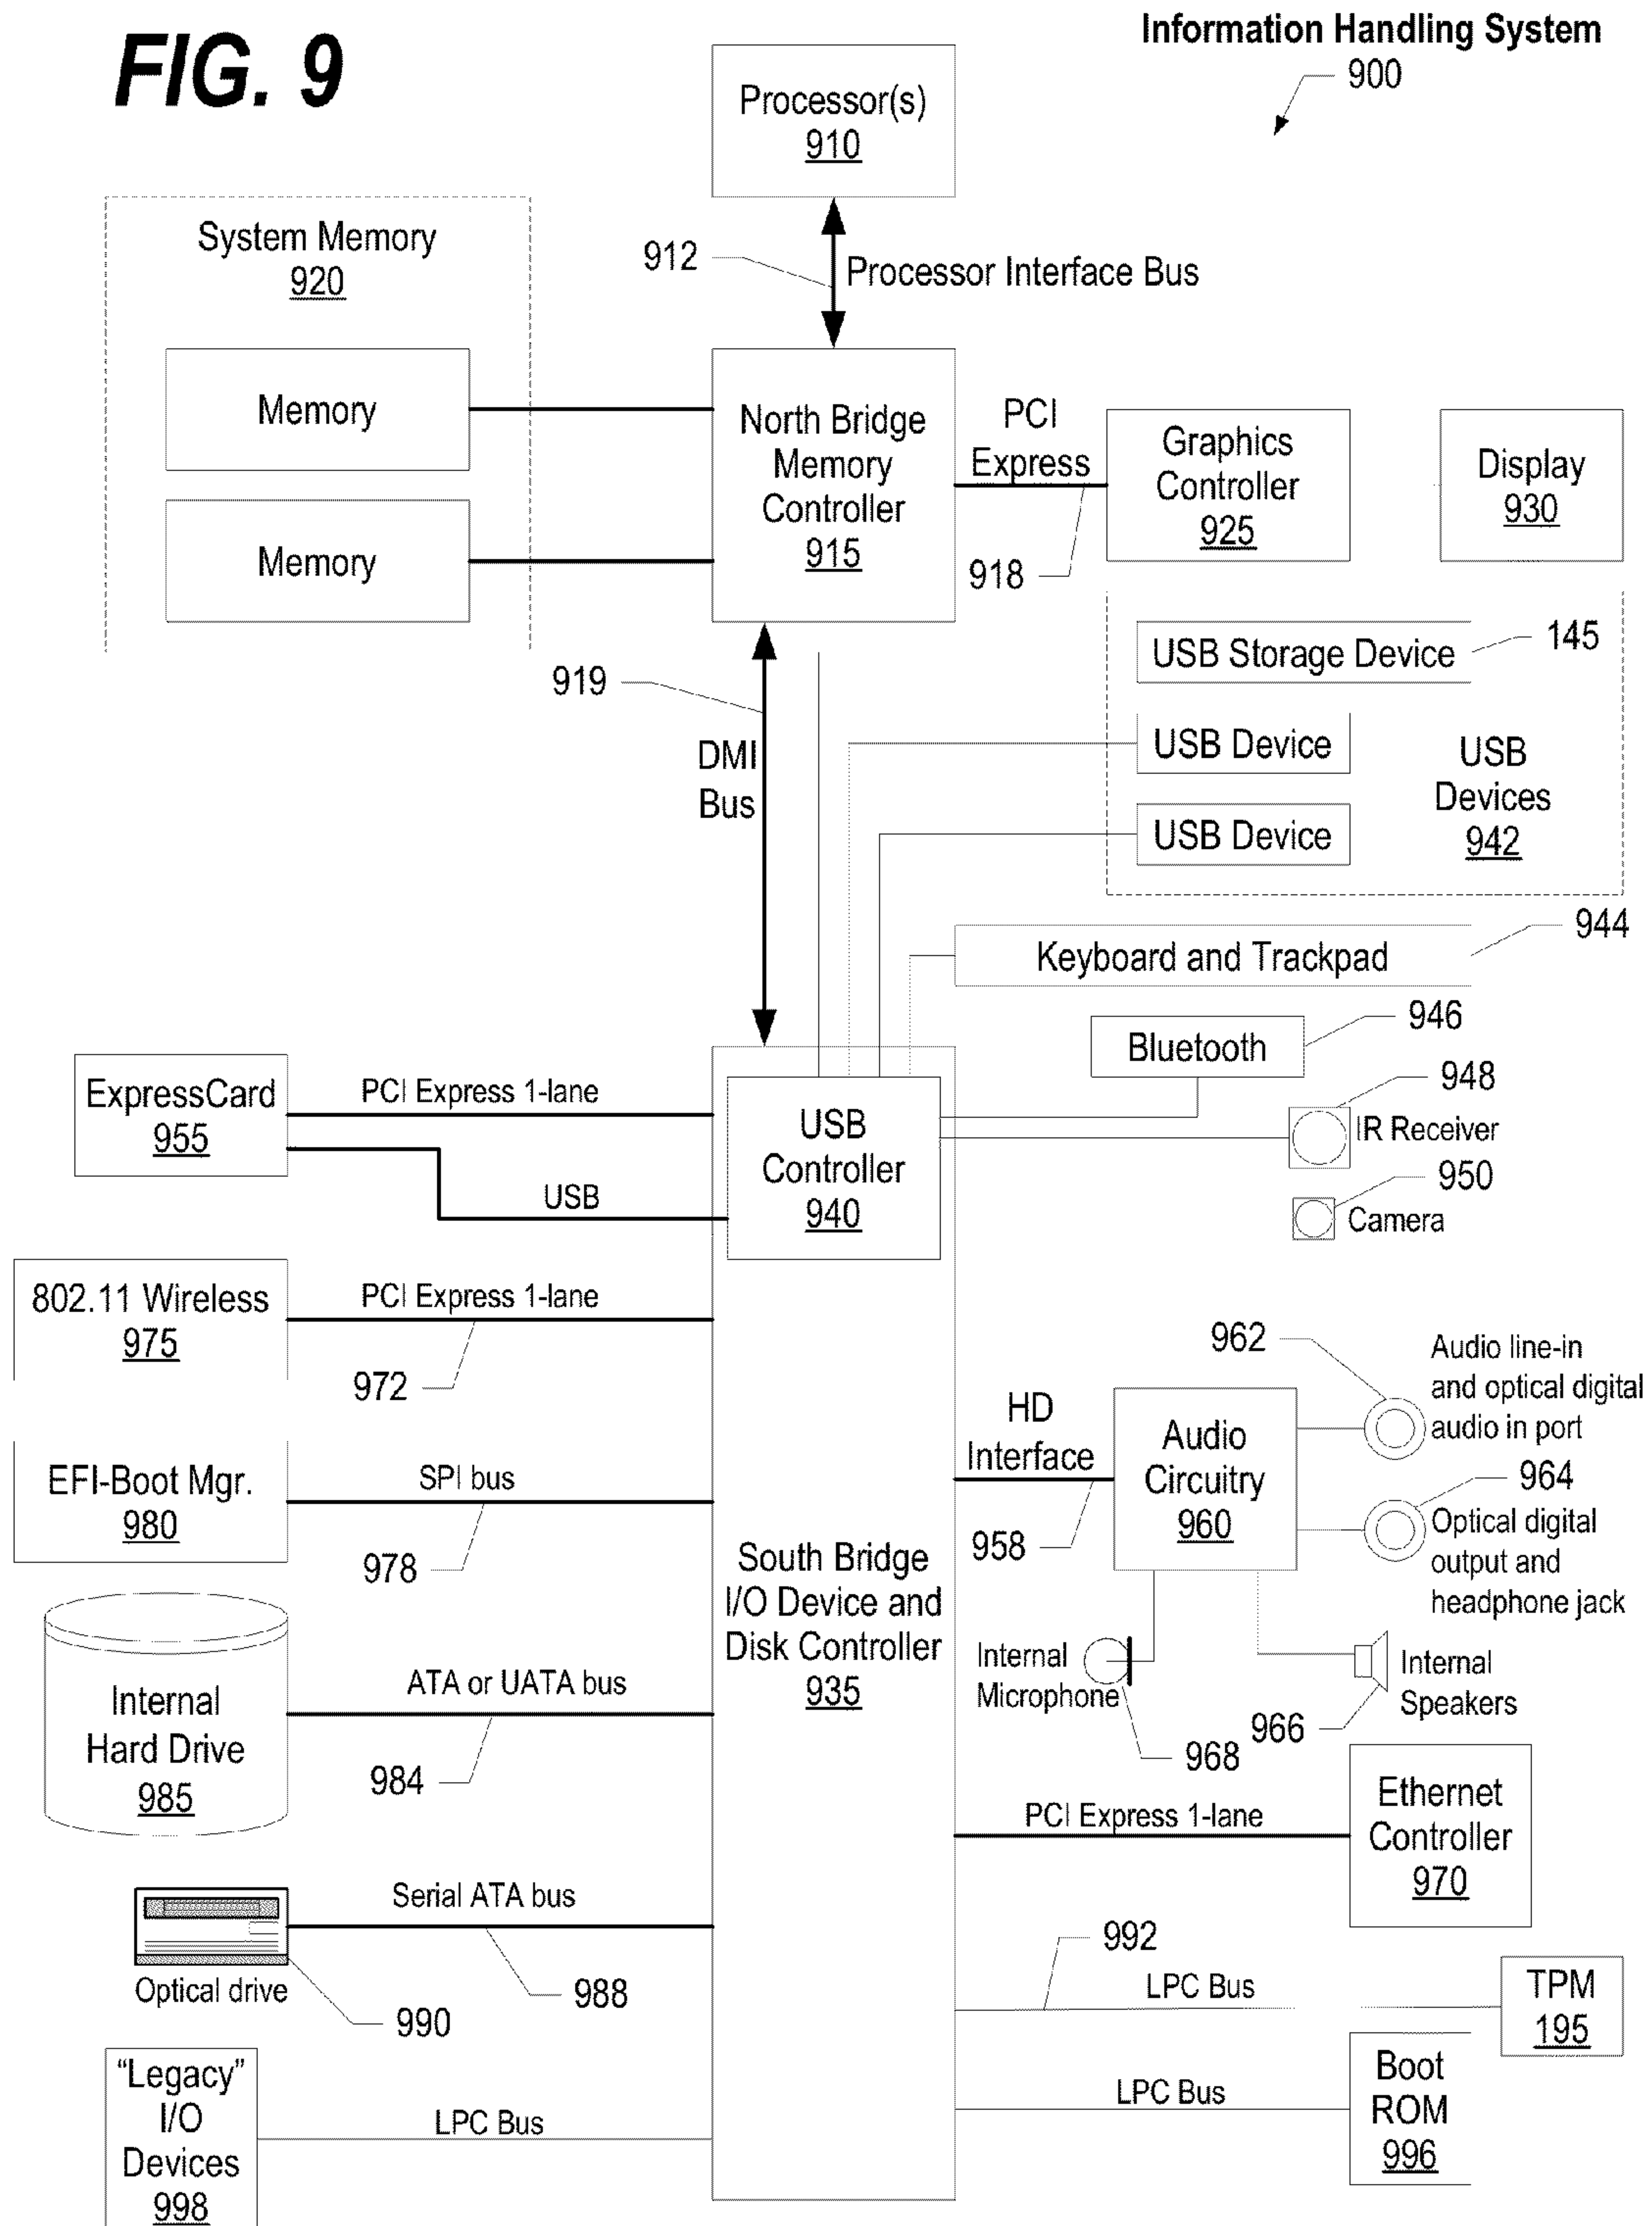 FIG. 9
Information Handling System
900
Processor(s)
910
System Memory
920
912
Processor Interface Bus
Memory
Memory
North Bridge
Memory
Controller
915
PCI
Express
918
Graphics
Controller
925
Display
930
USB Storage Device
145
USB Device
USB Device
USB
Devices
942
919
DMI
Bus
Keyboard and Trackpad
944
Bluetooth
946
948
IR Receiver
950
Camera
ExpressCard
955
PCI Express 1-lane
USB
USB
Controller
940
802.11 Wireless
975
PCI Express 1-lane
972
EFI-Boot Mgr.
980
SPI bus
978
HD
Interface
958
Audio
Circuitry
960
962
Audio line-in
and optical digital
audio in port
964
Optical digital
output and
headphone jack
Internal
Microphone
968
966
Internal
Speakers
South Bridge
I/O Device and
Disk Controller
935
Internal
Hard Drive
985
ATA or UATA bus
984
PCI Express 1-lane
Ethernet
Controller
970
Serial ATA bus
988
Optical drive
990
992
LPC Bus
TPM
195
"Legacy"
I/O
Devices
998
LPC Bus
LPC Bus
Boot
ROM
996